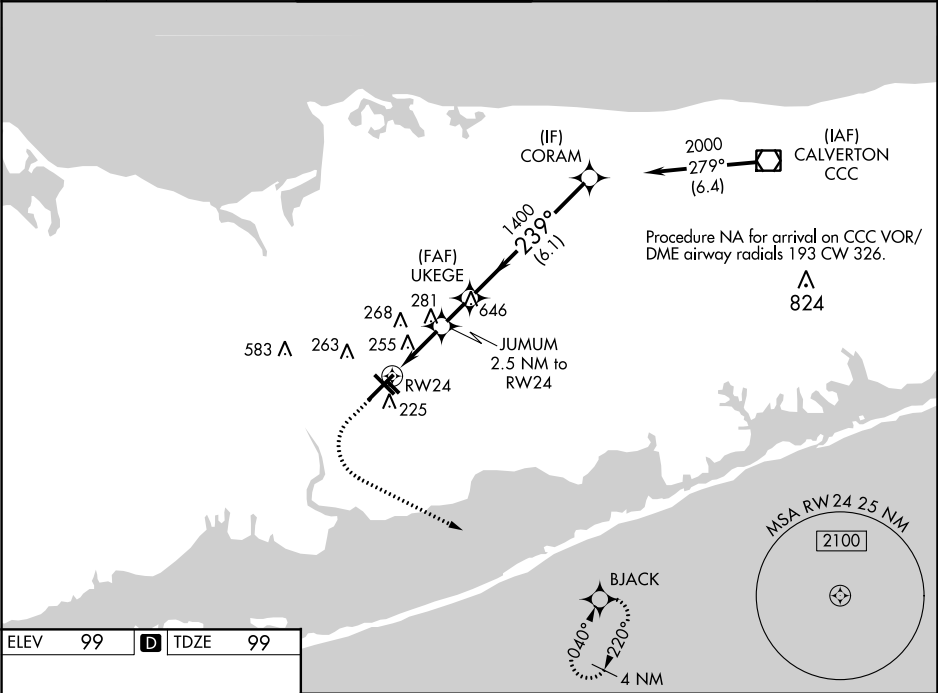 (IF)
CORAM
2000
279°
(6.4)
(IAF)
CALVERTON
CCC
1400
239°
(6.1)
Procedure NA for arrival on CCC VOR/
DME airway radials 193 CW 326.
824
(FAF)
UKEGE
646
281
268
255
263
583
JUMUM
2.5 NM to
RW24
RW24
225
MSA RW24 25 NM
2100
BJACK
040°
220°
4 NM
ELEV 99 D TDZE 99